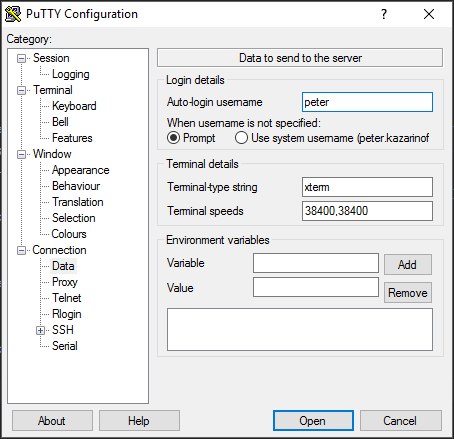 PuTTY Configuration
?
Category:
Session
Logging
Terminal
Keyboard
Bell
Features
Window
Appearance
Behaviour
Translation
Selection
Colours
Connection
Data
Proxy
Telnet
Rlogin
SSH
Serial
Data to send to the server
Login details
Auto-login username peter
When username is not specified:
Prompt Use system username (peter.kazarinof
Terminal details
Terminal-type string xterm
Terminal speeds 38400,38400
Environment variables
Variable Add
Value Remove
About Help Open Cancel